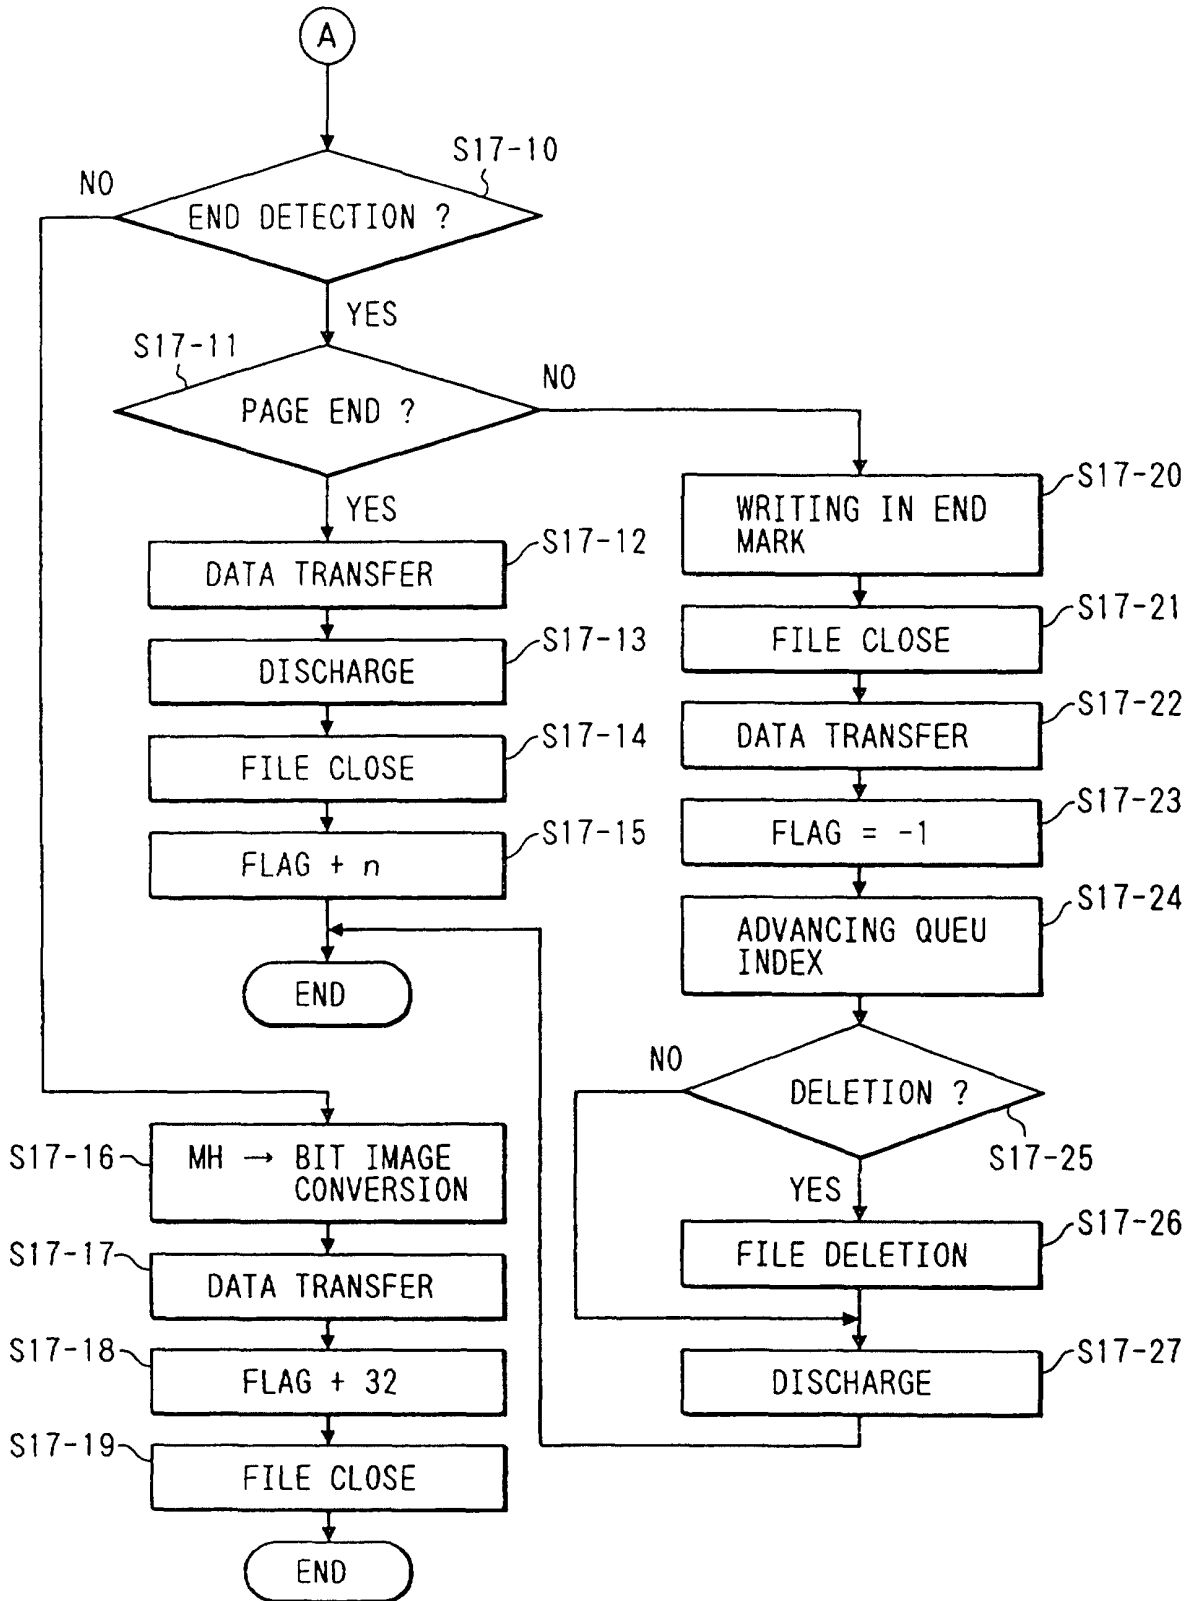 A
S17-10
NO
END DETECTION ?
YES
S17-11
NO
PAGE END ?
YES
S17-20
WRITING IN END
MARK
S17-12
DATA TRANSFER
S17-21
FILE CLOSE
S17-13
DISCHARGE
S17-22
DATA TRANSFER
S17-14
FILE CLOSE
S17-23
FLAG = -1
S17-15
FLAG + n
S17-24
ADVANCING QUEU
INDEX
END
NO
DELETION ?
S17-25
YES
S17-16
MH → BIT IMAGE
CONVERSION
S17-26
FILE DELETION
S17-17
DATA TRANSFER
S17-18
FLAG + 32
S17-27
DISCHARGE
S17-19
FILE CLOSE
END